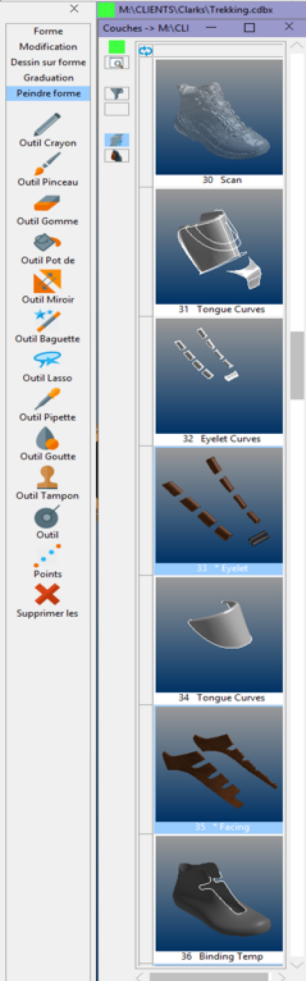 Forme
Modification
Dessin sur forme
Graduation
Peindre forme
Outil Crayon
Outil Pinceau
Outil Gomme
Outil Pot de
Outil Miroir
Outil Baguette
Outil Lasso
Outil Pipette
Outil Goutte
Outil Tampon
Outil
Points
Supprimer les
M:\CLIENTS\Clarks\Trekking.cdbx
Couches -> M:\CLI
30 Scan
31 Tongue Curves
32 Eyelet Curves
33 * Eyelet
34 Tongue Curves
35 * Facing
36 Binding Temp